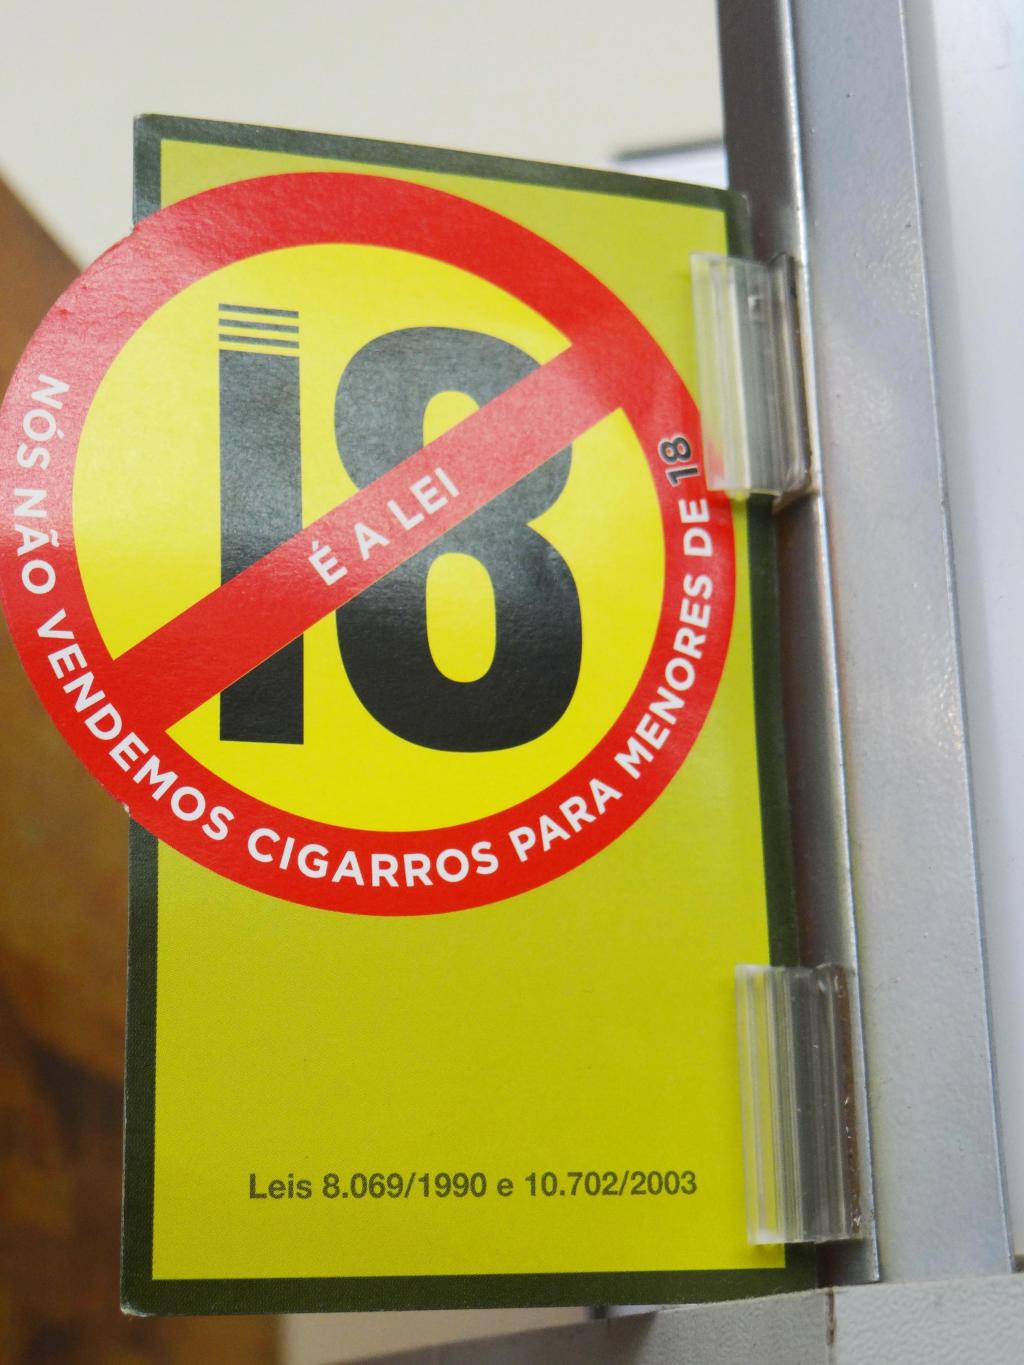 18
É A LEI
NÓS NÃO VENDEMOS CIGARROS PARA MENORES DE 18
Leis 8.069/1990 e 10.702/2003